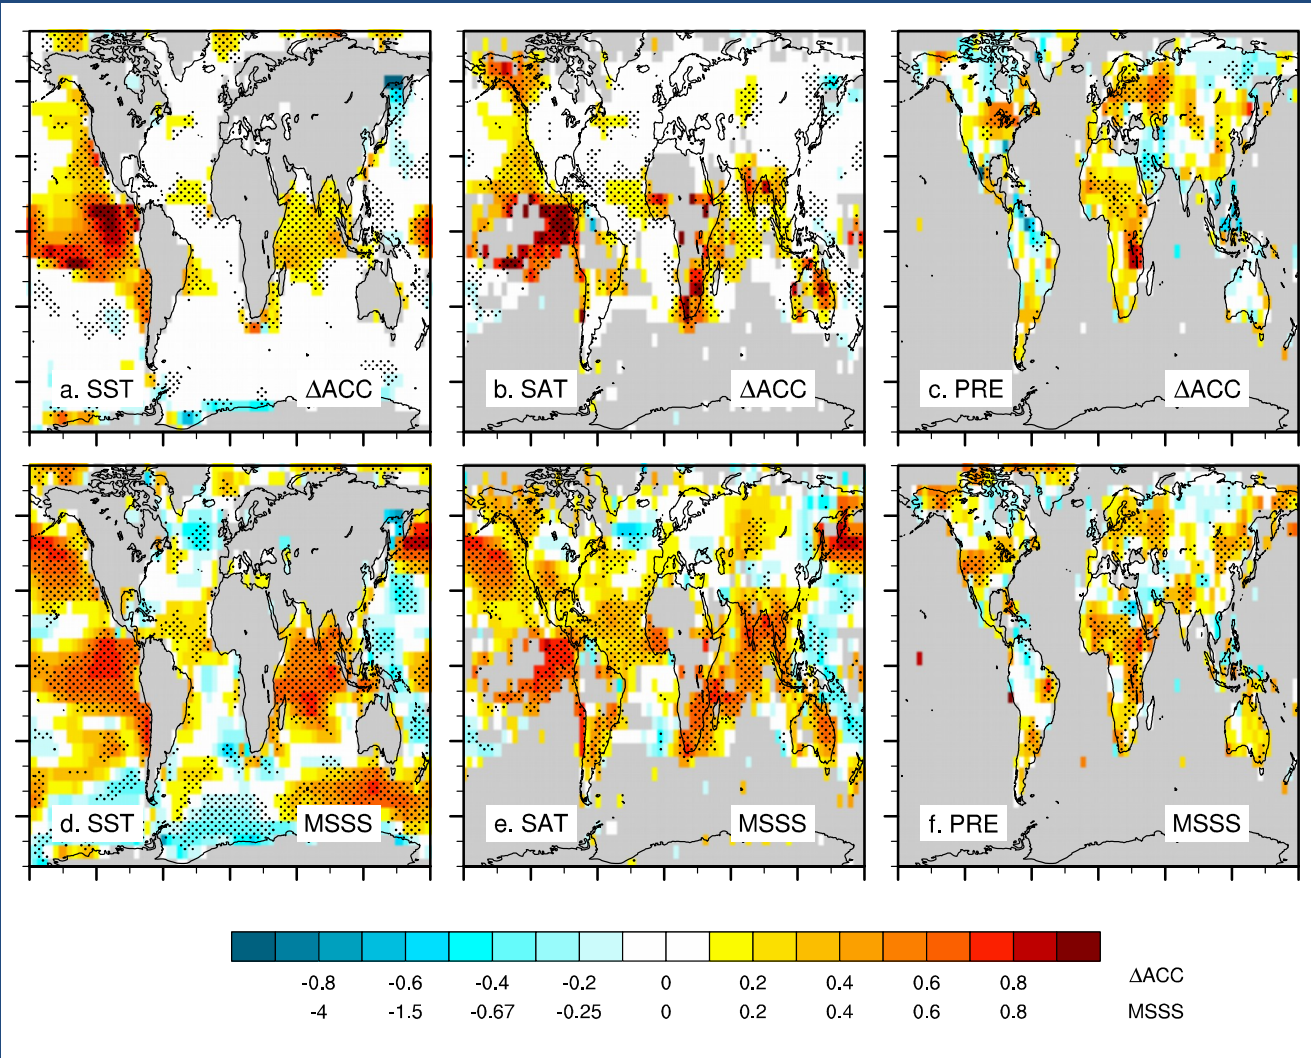 a. SST ΔACC
b. SAT ΔACC
c. PRE ΔACC
d. SST MSSS
e. SAT MSSS
f. PRE MSSS
-0.8 -0.6 -0.4 -0.2 0 0.2 0.4 0.6 0.8 ΔACC
-4 -1.5 -0.67 -0.25 0 0.2 0.4 0.6 0.8 MSSS